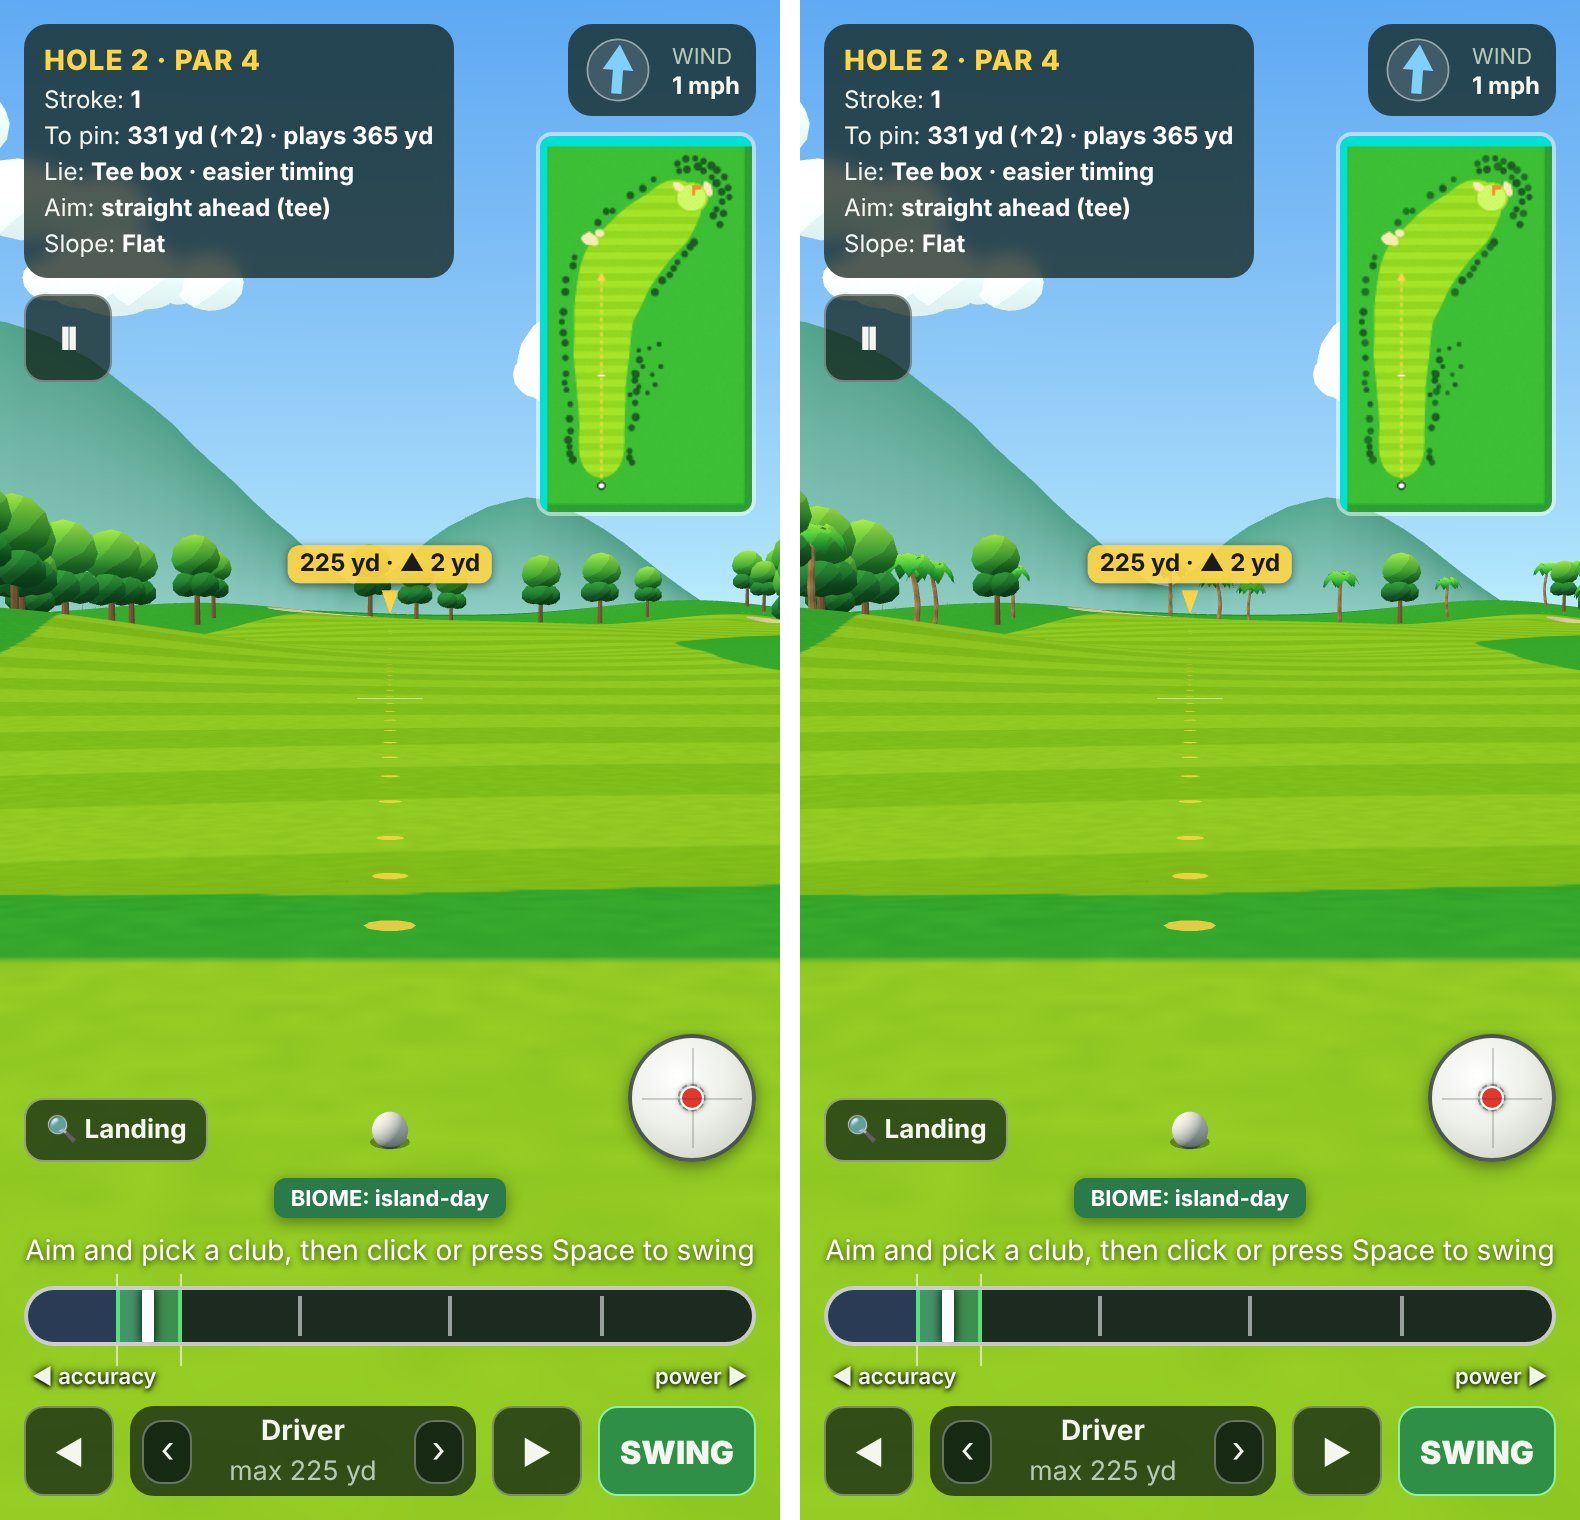 HOLE 2 · PAR 4
Stroke: 1
To pin: 331 yd (↑2) · plays 365 yd
Lie: Tee box · easier timing
Aim: straight ahead (tee)
Slope: Flat
WIND
1 mph
225 yd · ▲ 2 yd
🔍 Landing
BIOME: island-day
Aim and pick a club, then click or press Space to swing
◀ accuracy
power ▶
Driver
max 225 yd
SWING
HOLE 2 · PAR 4
Stroke: 1
To pin: 331 yd (↑2) · plays 365 yd
Lie: Tee box · easier timing
Aim: straight ahead (tee)
Slope: Flat
WIND
1 mph
225 yd · ▲ 2 yd
🔍 Landing
BIOME: island-day
Aim and pick a club, then click or press Space to swing
◀ accuracy
power ▶
Driver
max 225 yd
SWING